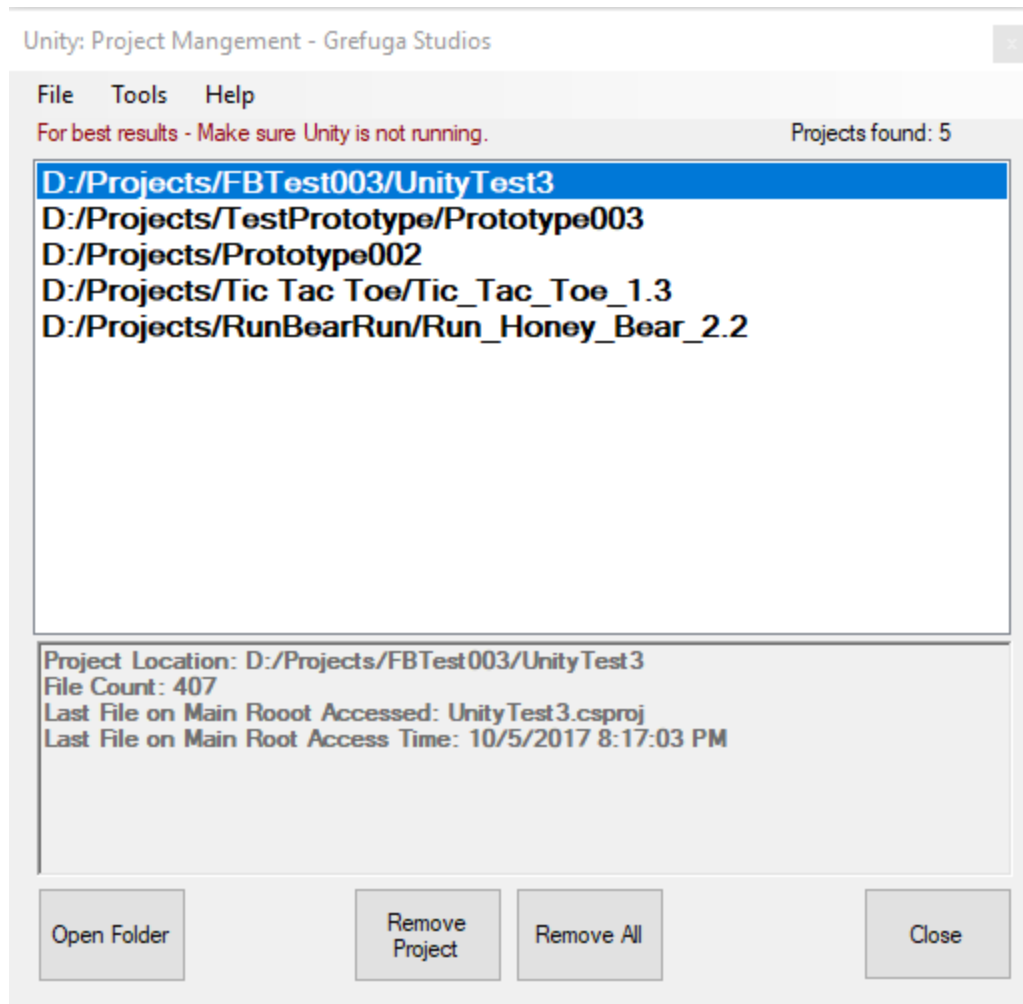 Unity: Project Mangement - Grefuga Studios
x
File Tools Help
For best results - Make sure Unity is not running. Projects found: 5
D:/Projects/FBTest003/UnityTest3
D:/Projects/TestPrototype/Prototype003
D:/Projects/Prototype002
D:/Projects/Tic Tac Toe/Tic_Tac_Toe_1.3
D:/Projects/RunBearRun/Run_Honey_Bear_2.2
Project Location: D:/Projects/FBTest003/UnityTest3
File Count: 407
Last File on Main Rooot Accessed: UnityTest3.csproj
Last File on Main Root Access Time: 10/5/2017 8:17:03 PM
Open Folder
Remove
Project
Remove All
Close